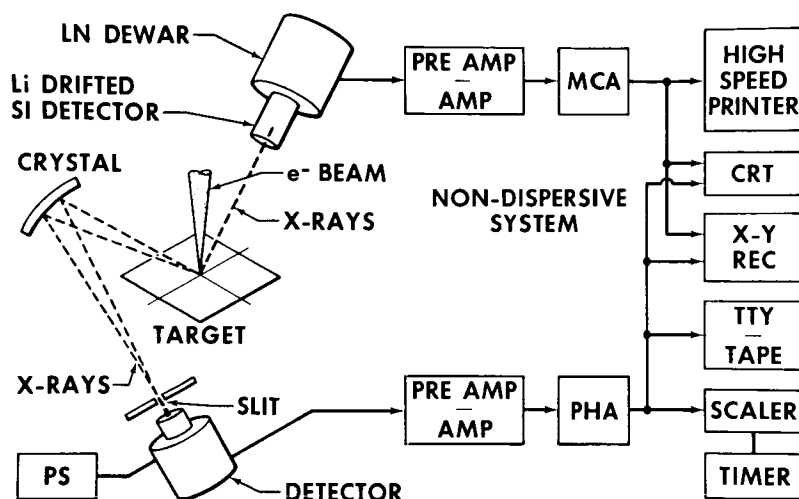 LN DEWAR
Li DRIFTED
SI DETECTOR
CRYSTAL
e- BEAM
X-RAYS
TARGET
X-RAYS
SLIT
PS
DETECTOR
PRE AMP
AMP
MCA
NON-DISPERSIVE
SYSTEM
PRE AMP
AMP
PHA
HIGH
SPEED
PRINTER
CRT
X-Y
REC
TTY
TAPE
SCALER
TIMER